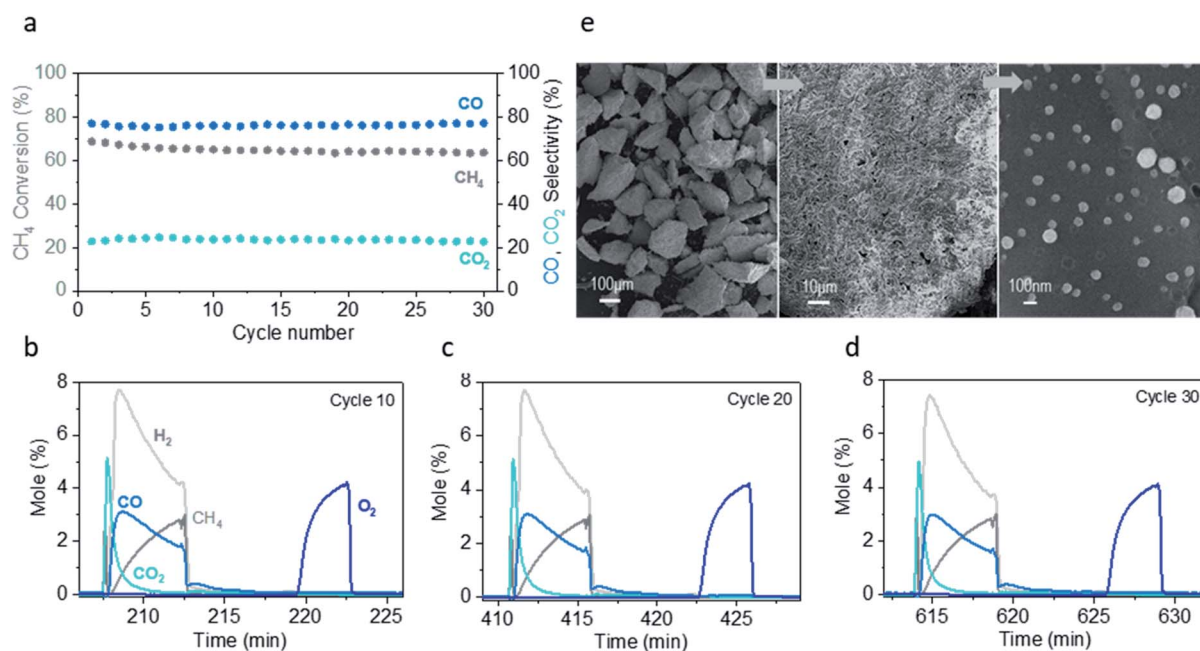 a
100
80
60
40
20
0
CH₄ Conversion (%)
CO
CH₄
CO₂
100
80
60
40
20
0
CO, CO₂ Selectivity (%)
0 5 10 15 20 25 30
Cycle number
e
100µm
10µm
100nm
b
8
6
4
2
0
Mole (%)
Cycle 10
H₂
CO
CH₄
CO₂
O₂
210 215 220 225
Time (min)
c
8
6
4
2
0
Mole (%)
Cycle 20
410 415 420 425
Time (min)
d
8
6
4
2
0
Mole (%)
Cycle 30
615 620 625 630
Time (min)